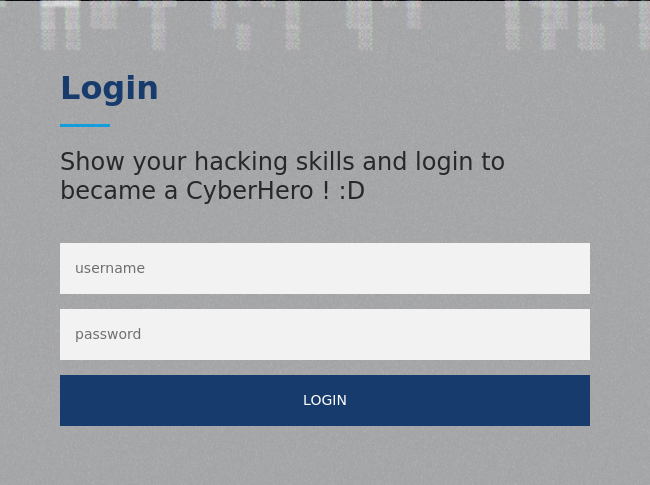 Login
Show your hacking skills and login to
became a CyberHero ! :D
username
password
LOGIN